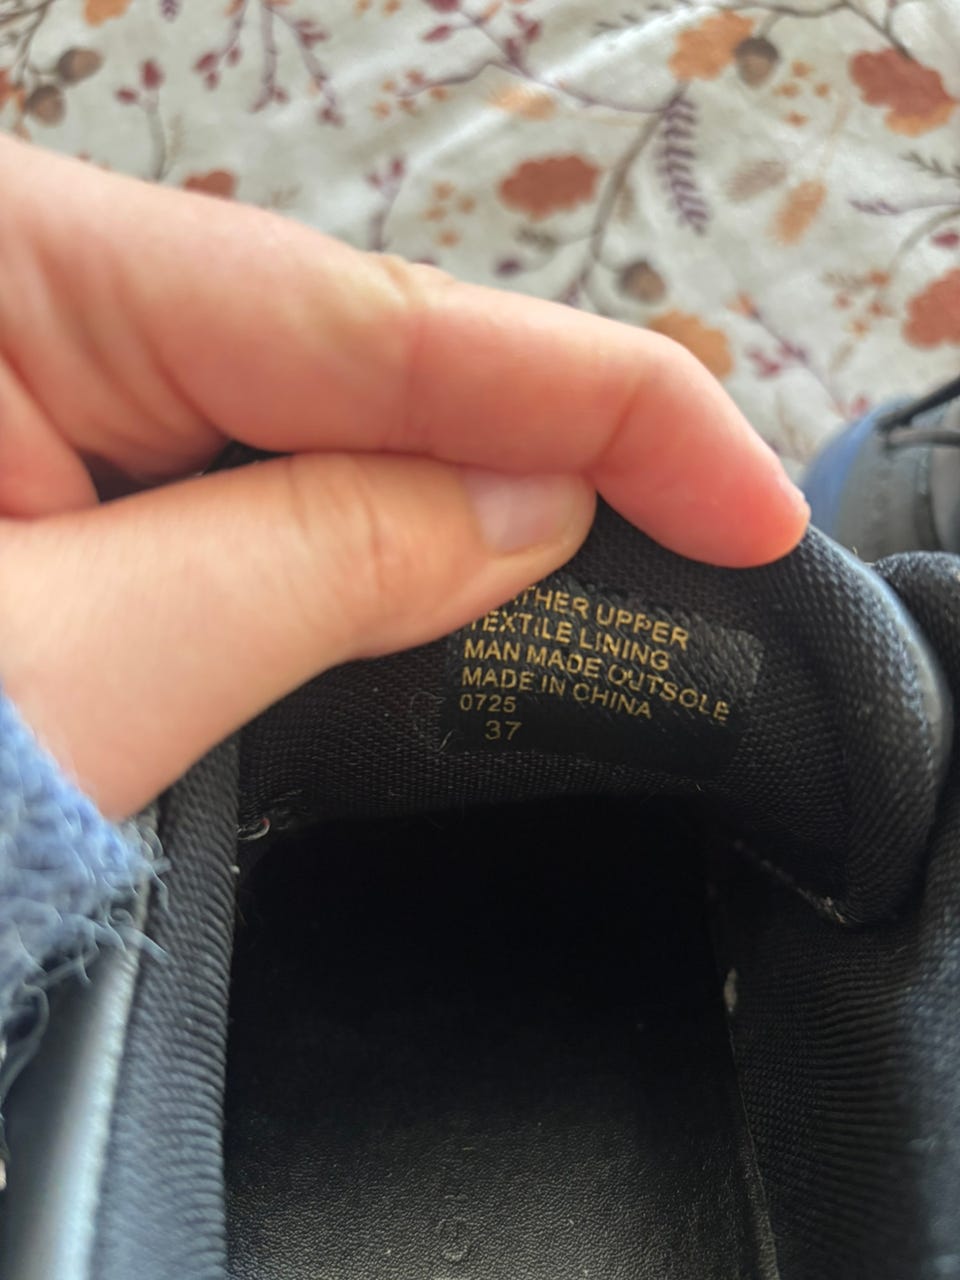 UPPER
TEXTILE LINING
MAN MADE OUTSOLE
MADE IN CHINA
0725
37